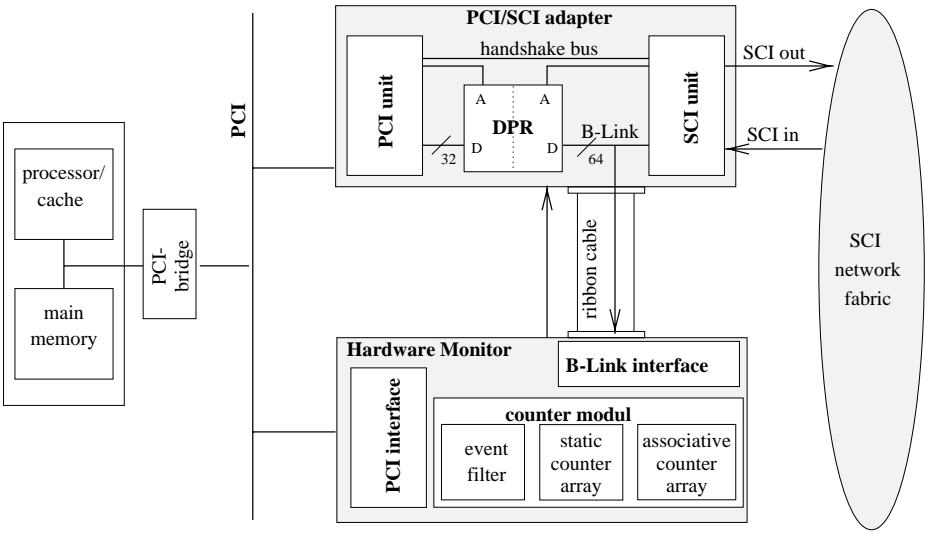 PCI/SCI adapter
handshake bus
PCI unit
SCI unit
A
A
DPR
D
D
32
B-Link
64
SCI out
SCI in
PCI
processor/
cache
main
memory
PCI-
bridge
ribbon cable
SCI
network
fabric
Hardware Monitor
B-Link interface
PCI interface
counter modul
event
filter
static
counter
array
associative
counter
array